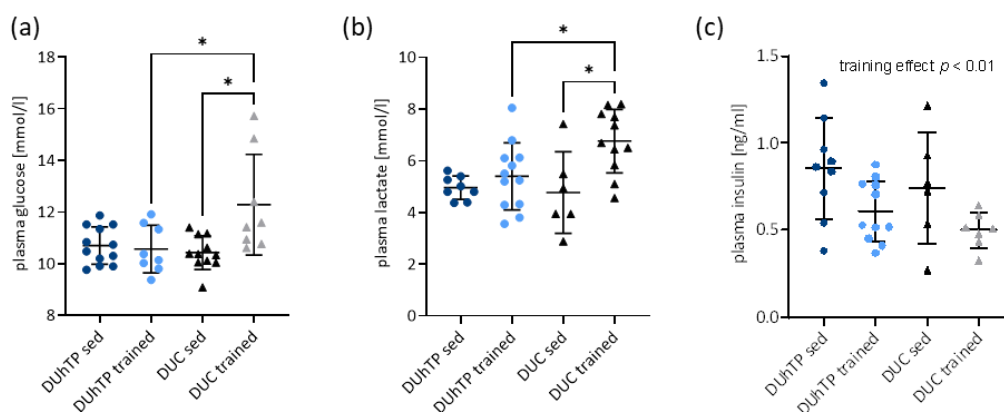 (a)
plasma glucose [mmol/l]
18
16
14
12
10
8
*
*
DUhTP sed
DUhTP trained
DUC sed
DUC trained
(b)
plasma lactate [mmol/l]
10
8
6
4
2
0
*
*
DUhTP sed
DUhTP trained
DUC sed
DUC trained
(c)
plasma insulin [ng/ml]
1.5
1.0
0.5
0.0
training effect p < 0.01
DUhTP sed
DUhTP trained
DUC sed
DUC trained